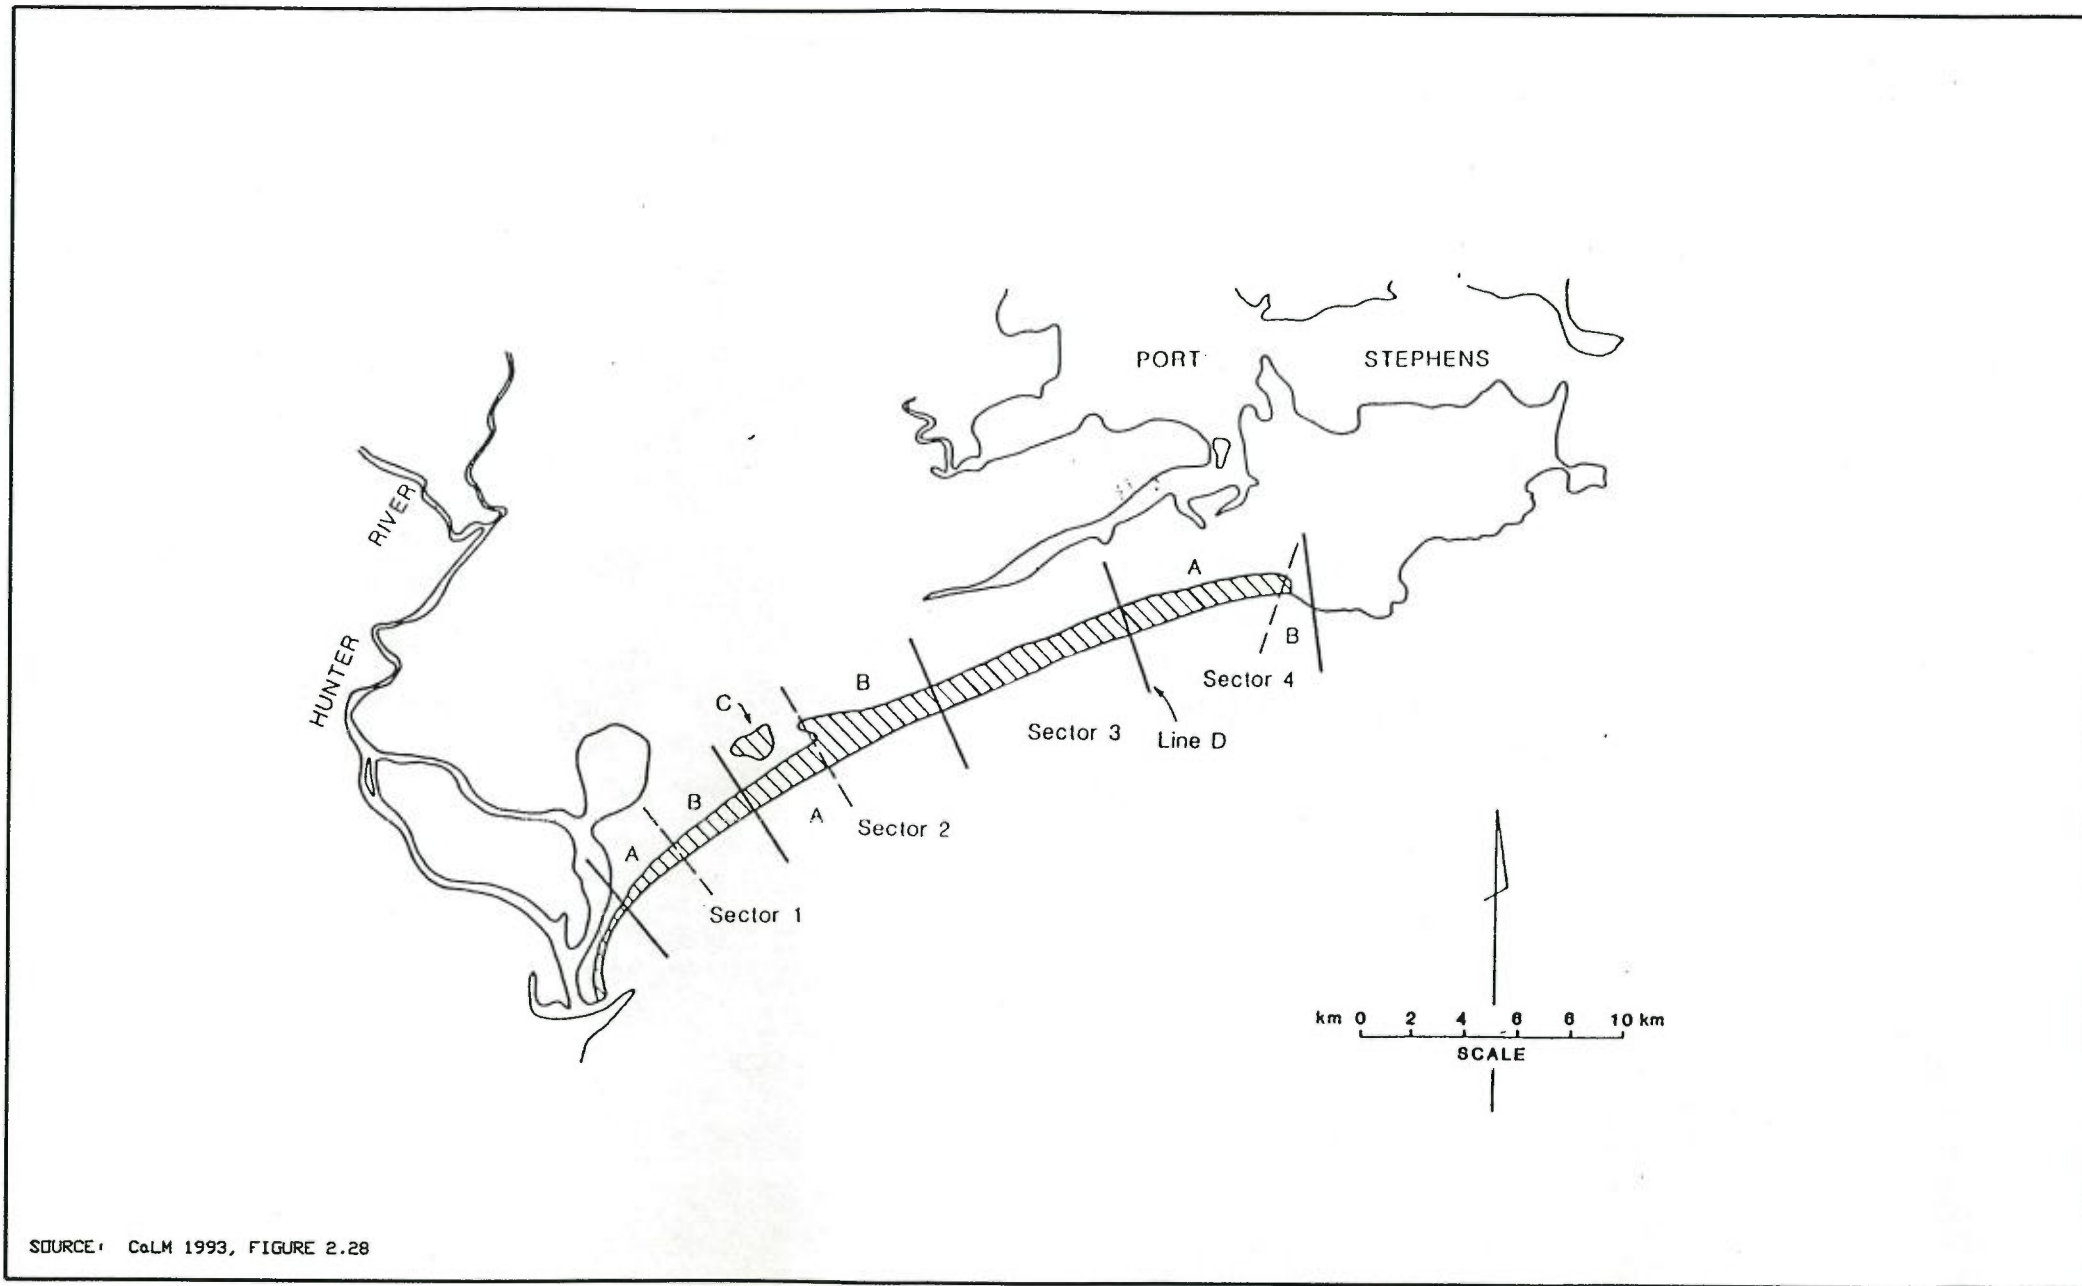 PORT
STEPHENS
RIVER
HUNTER
A
B
Sector 4
B
C
Sector 3
Line D
B
A
Sector 2
A
Sector 1
km 0 2 4 6 8 10 km
SCALE
SOURCE: CaLM 1993, FIGURE 2.28